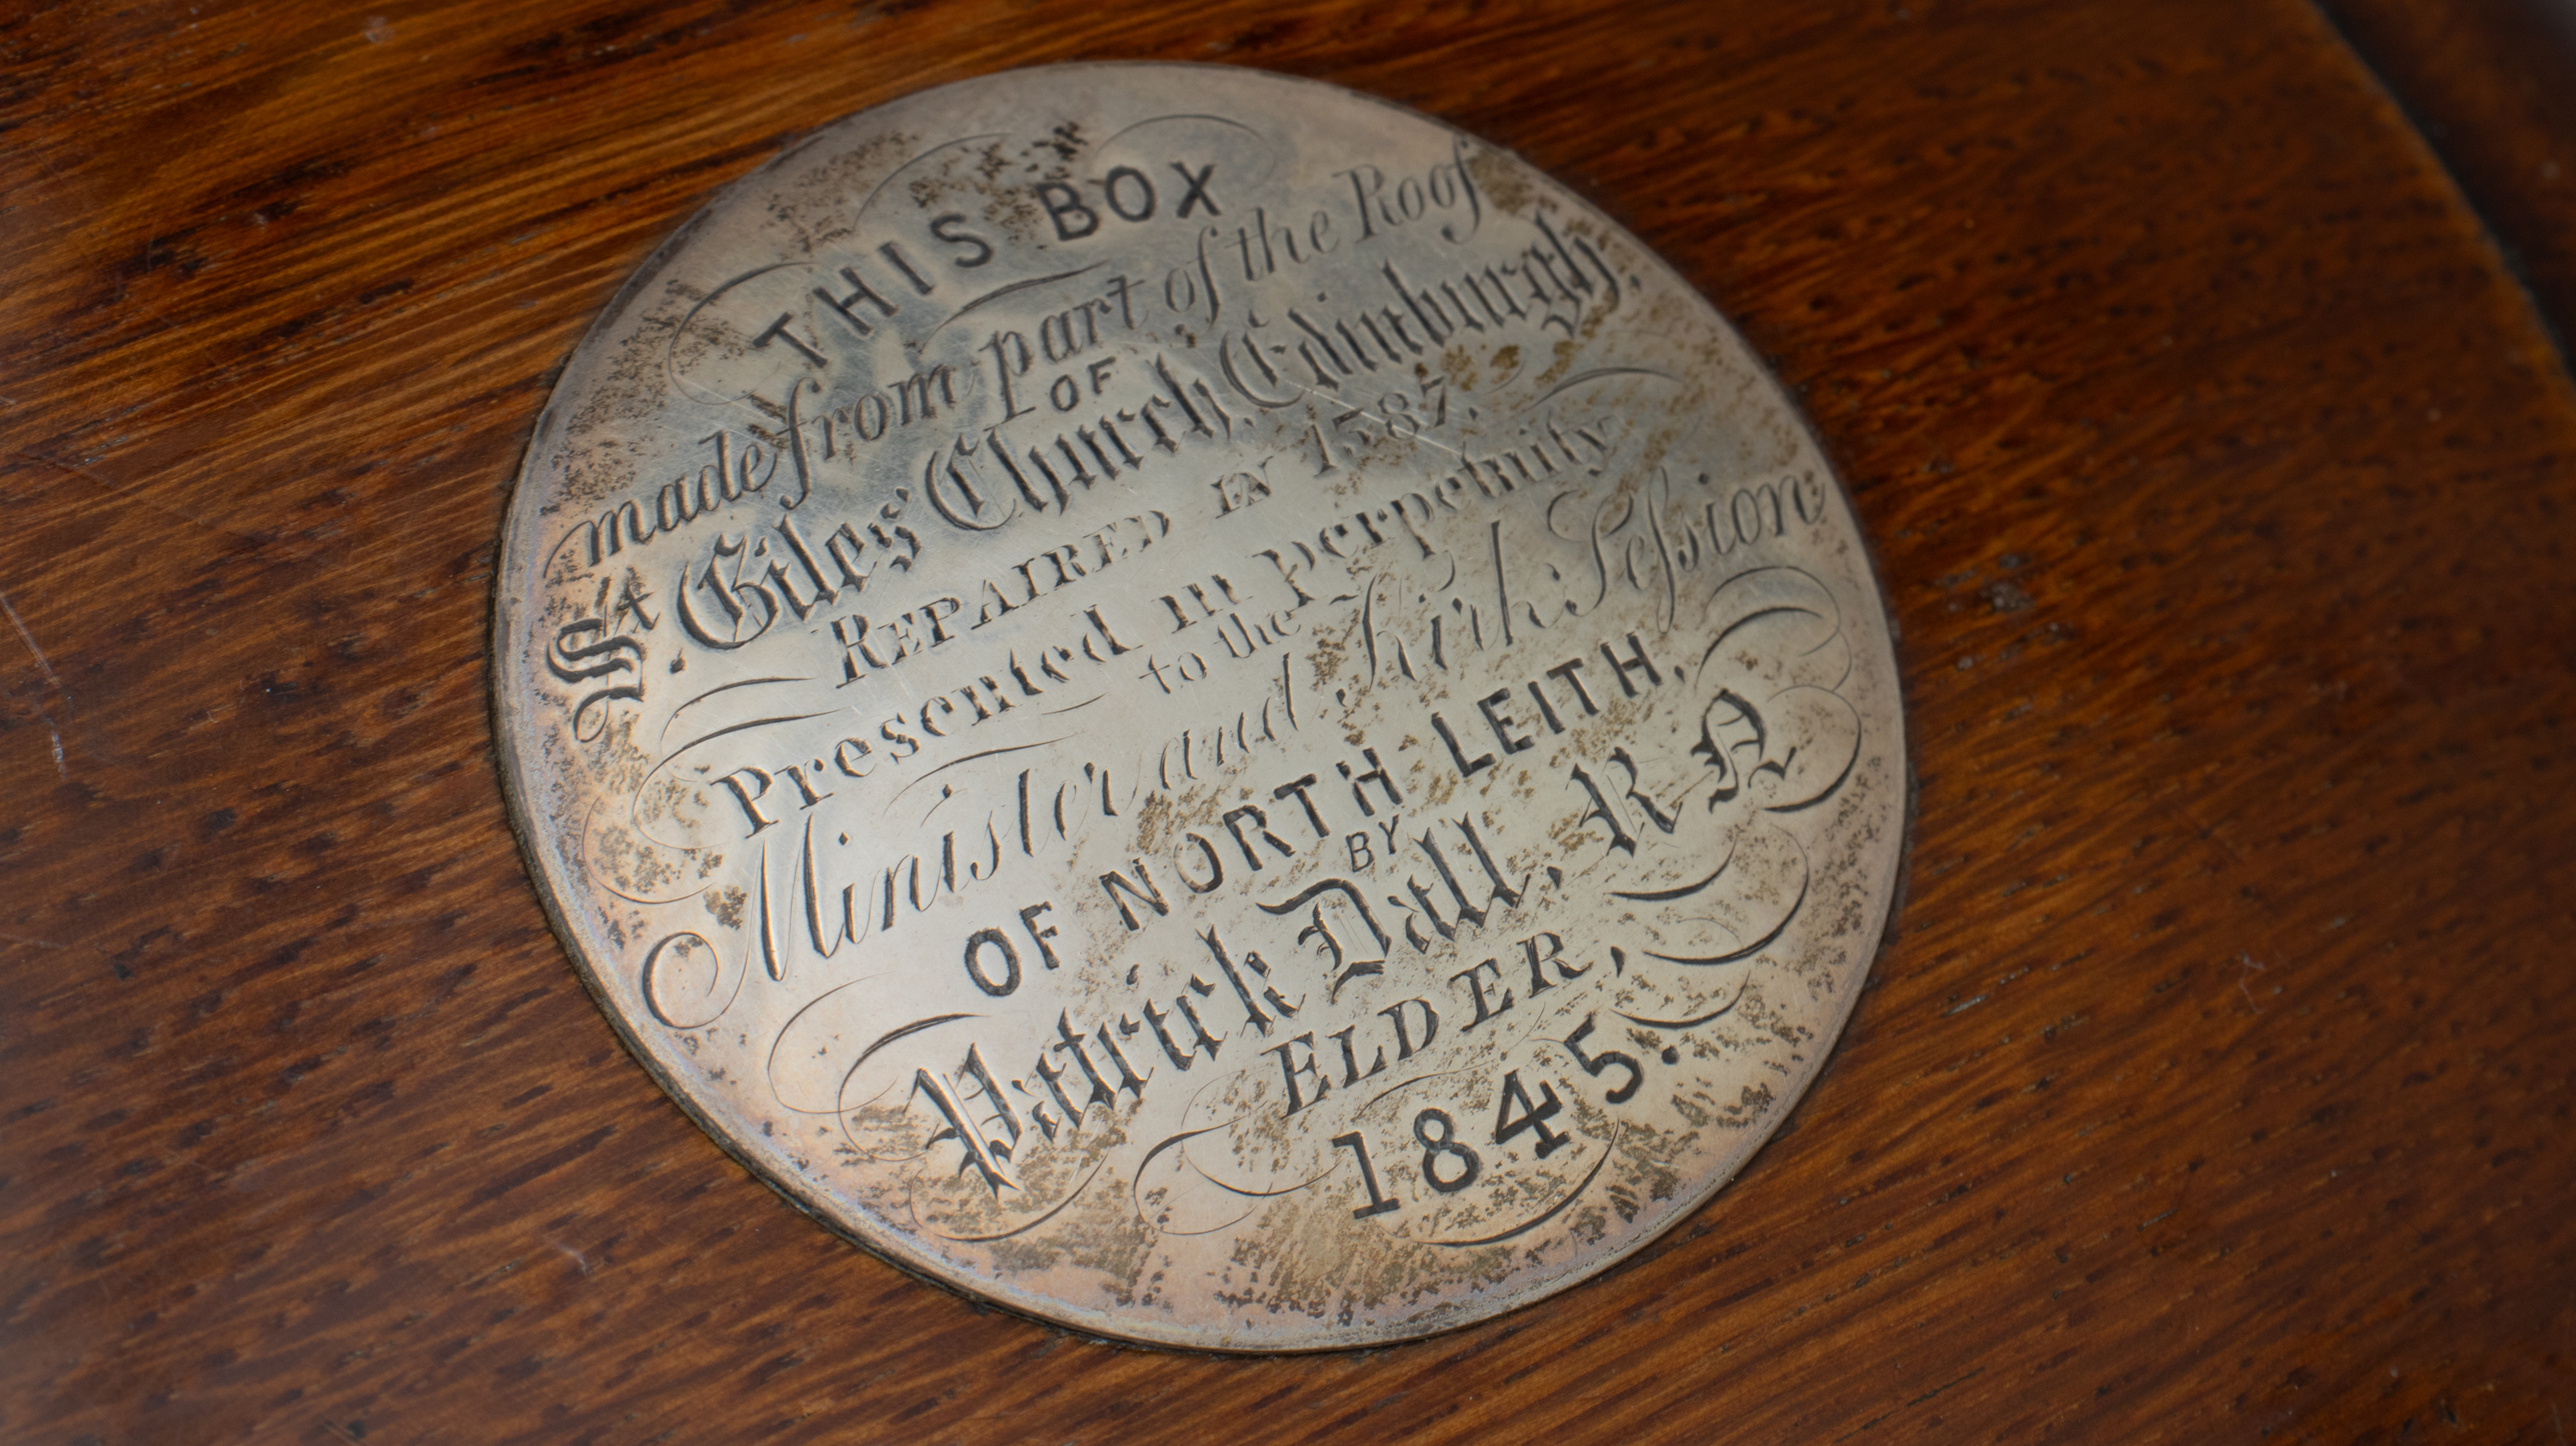 THIS BOX
made from part of the Roof
OF
St. Giles' Church, Edinburgh,
REPAIRED IN 1587.
Presented in perpetuity
to the
Minister and Kirk Seſsion
OF NORTH LEITH,
BY
Patrick Dall, R N
ELDER,
1845.